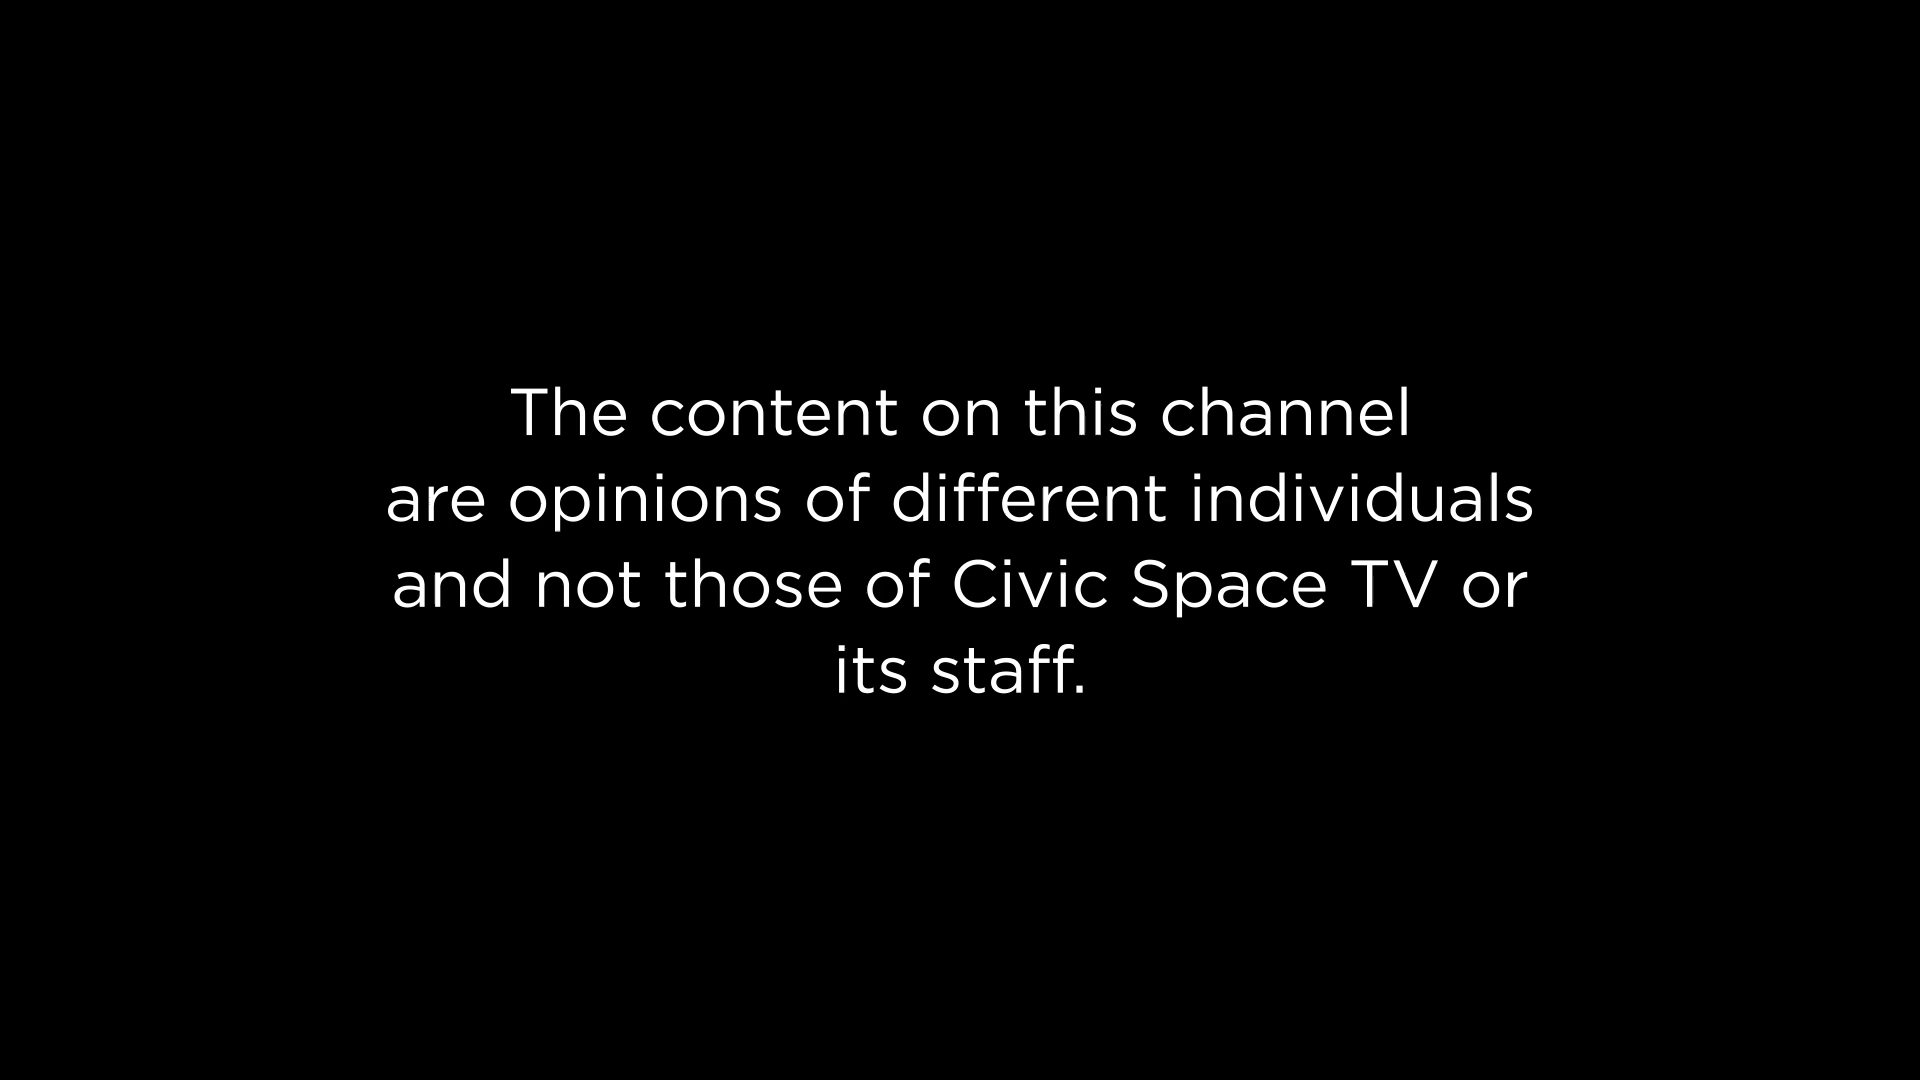 The content on this channel
are opinions of different individuals
and not those of Civic Space TV or
its staff.